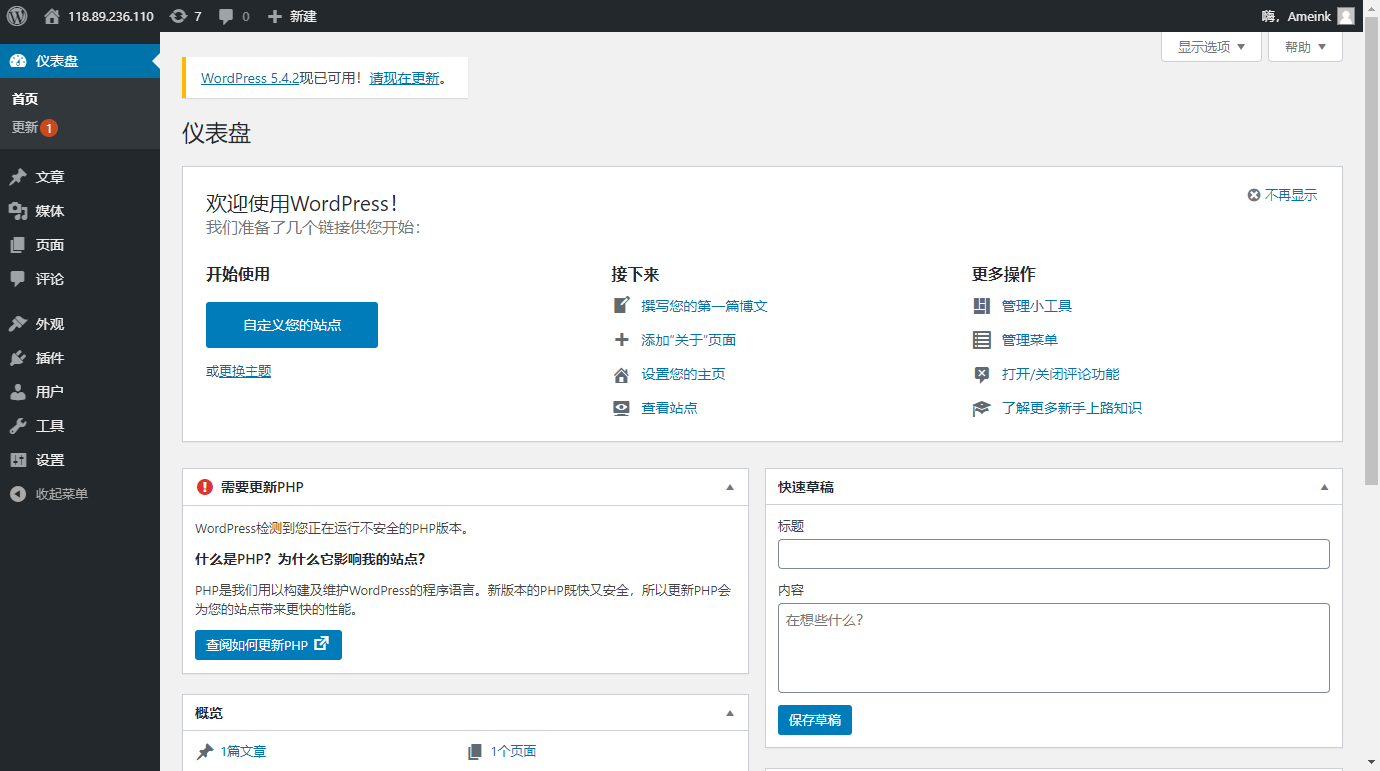 118.89.236.110 7 0 新建 嗨，Ameink
仪表盘
首页
更新 1
文章
媒体
页面
评论
外观
插件
用户
工具
设置
收起菜单
显示选项 帮助
WordPress 5.4.2现已可用！请现在更新。
仪表盘
欢迎使用WordPress！
不再显示
我们准备了几个链接供您开始：
开始使用
自定义您的站点
或更换主题
接下来
撰写您的第一篇博文
添加“关于”页面
设置您的主页
查看站点
更多操作
管理小工具
管理菜单
打开/关闭评论功能
了解更多新手上路知识
需要更新PHP
WordPress检测到您正在运行不安全的PHP版本。
什么是PHP？为什么它影响我的站点？
PHP是我们用以构建及维护WordPress的程序语言。新版本的PHP既快又安全，所以更新PHP会
为您的站点带来更快的性能。
查阅如何更新PHP
概览
1篇文章 1个页面
快速草稿
标题
内容
在想些什么？
保存草稿